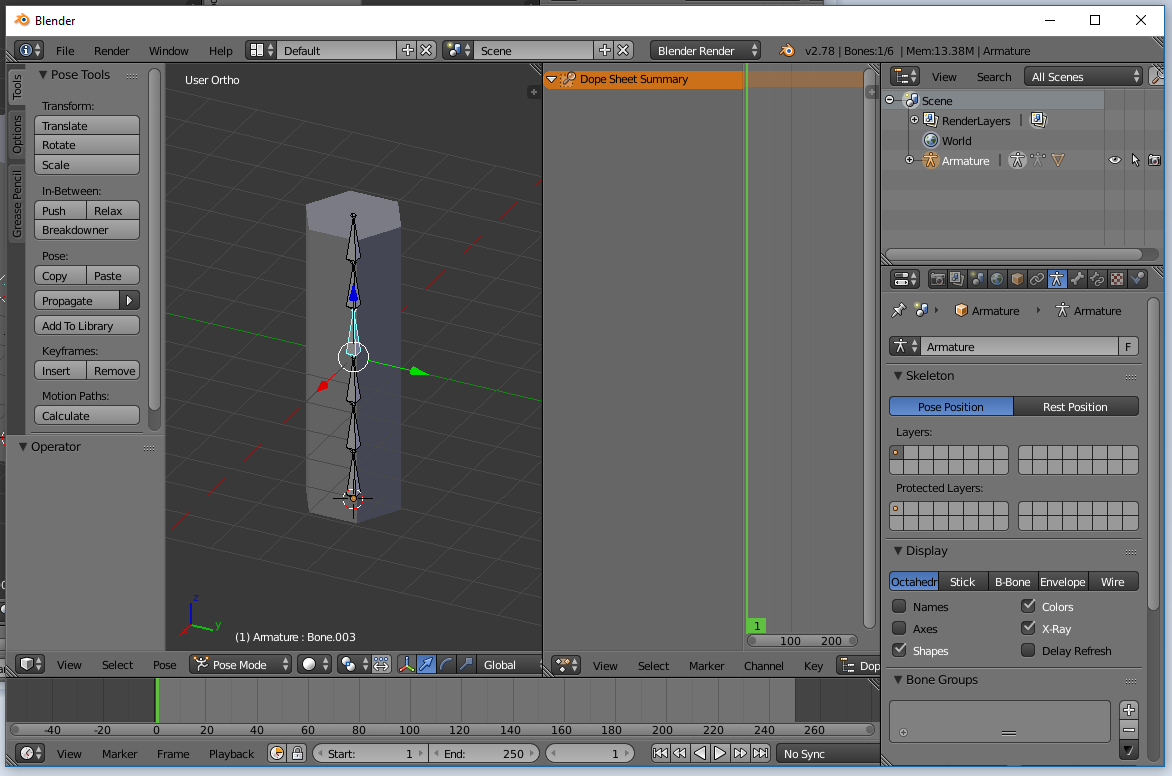 Blender
File Render Window Help Default Scene Blender Render v2.78 | Bones:1/6 | Mem:13.38M | Armature
Tools
Options
Grease Pencil
Pose Tools
Transform:
Translate
Rotate
Scale
In-Between:
Push Relax
Breakdowner
Pose:
Copy Paste
Propagate
Add To Library
Keyframes:
Insert Remove
Motion Paths:
Calculate
Operator
User Ortho
z
y
(1) Armature : Bone.003
View Select Pose Pose Mode Global
Dope Sheet Summary
1
100 200
View Select Marker Channel Key Dop
View Search All Scenes
Scene
RenderLayers |
World
Armature |
Armature Armature
Armature F
Skeleton
Pose Position Rest Position
Layers:
Protected Layers:
Display
Octahedr Stick B-Bone Envelope Wire
Names Colors
Axes X-Ray
Shapes Delay Refresh
Bone Groups
-40 -20 0 20 40 60 80 100 120 140 160 180 200 220 240 260
View Marker Frame Playback Start: 1 End: 250 1 No Sync